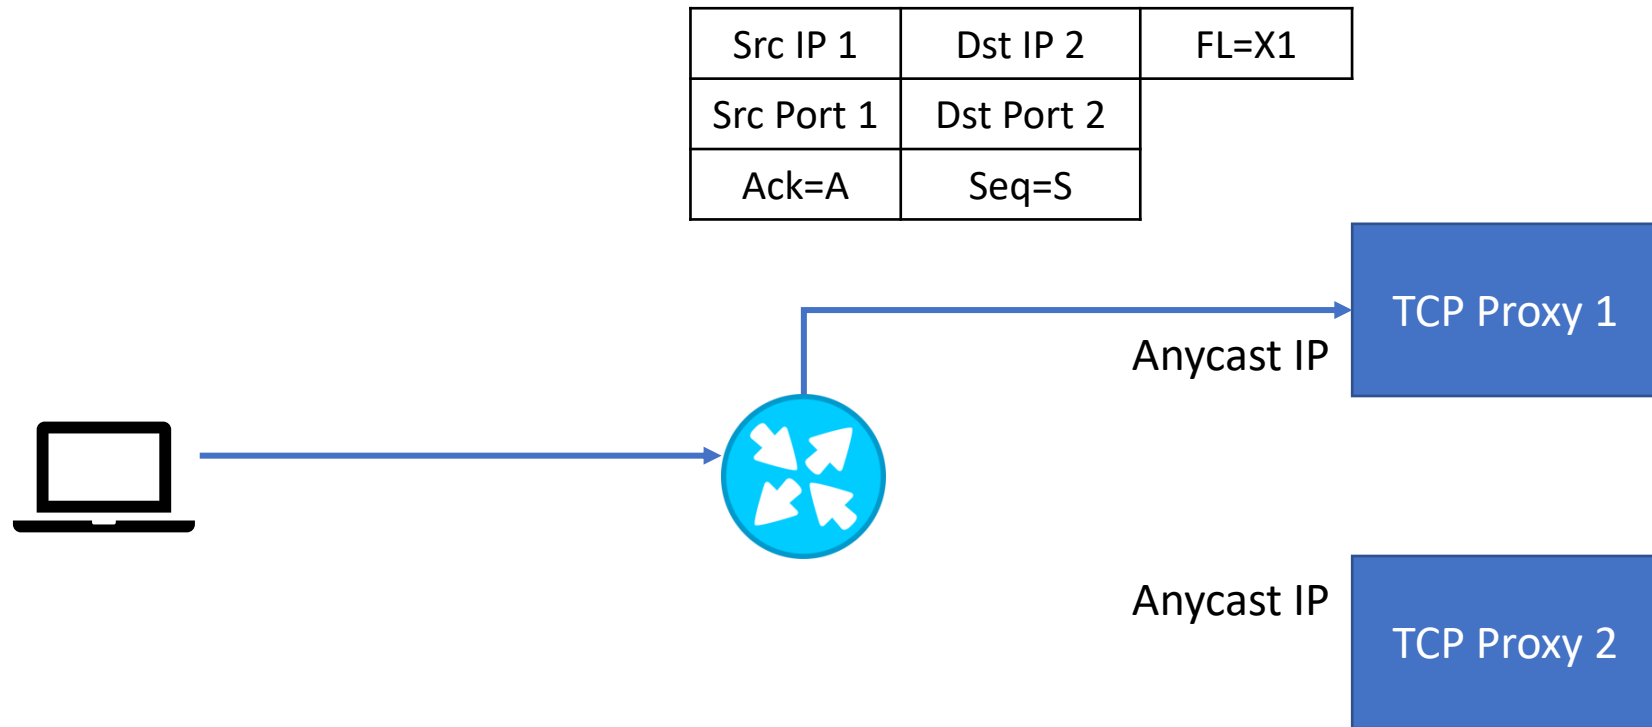 Src IP 1 Dst IP 2 FL=X1
Src Port 1 Dst Port 2
Ack=A Seq=S
TCP Proxy 1
Anycast IP
Anycast IP
TCP Proxy 2